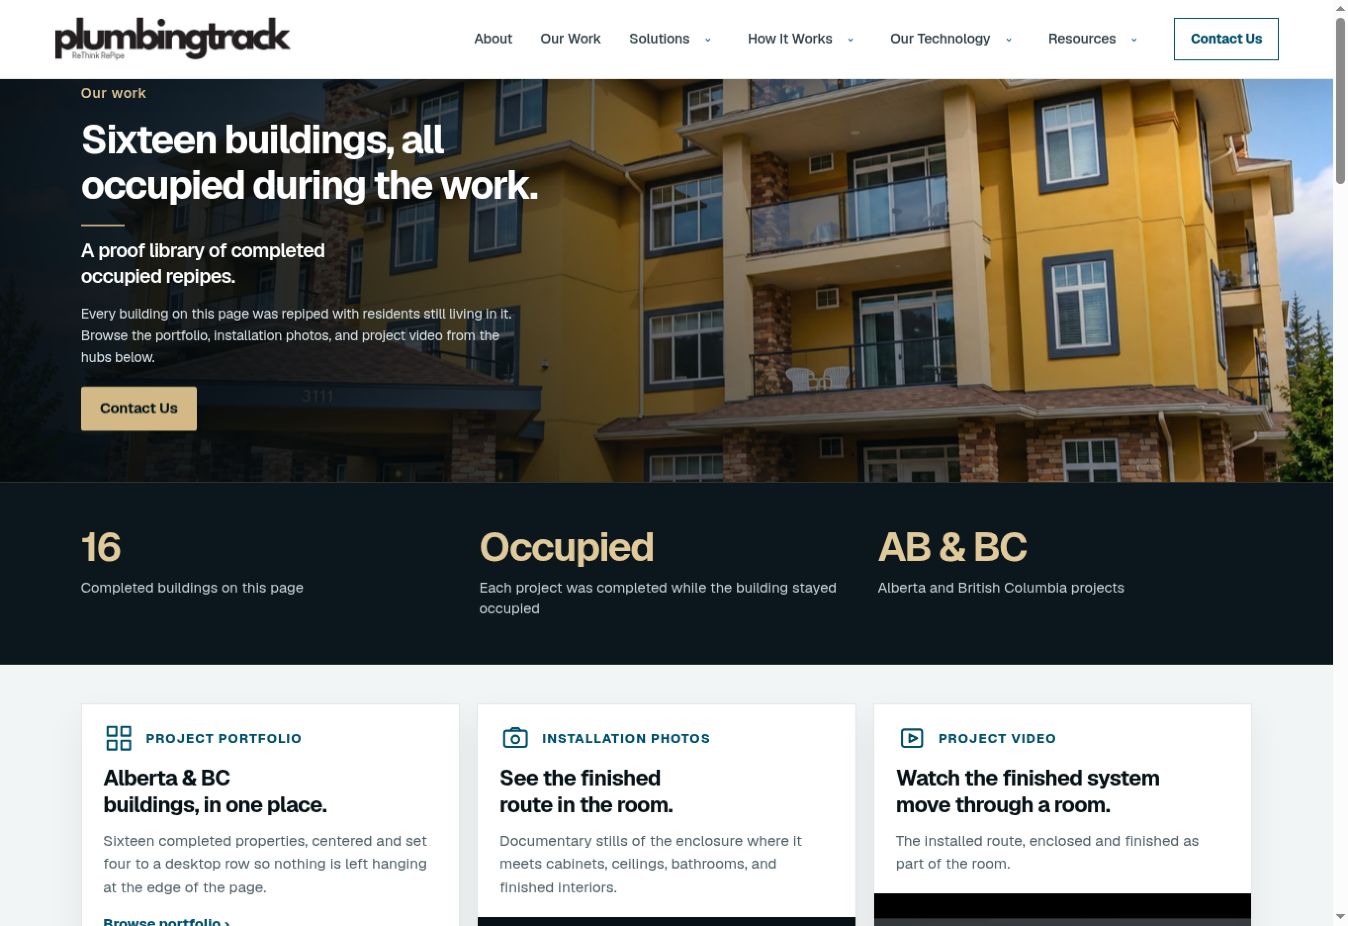 plumbingtrack
ReThink RePipe
About
Our Work
Solutions
How It Works
Our Technology
Resources
Contact Us
Our work
Sixteen buildings, all
occupied during the work.
A proof library of completed
occupied repipes.
Every building on this page was repiped with residents still living in it.
Browse the portfolio, installation photos, and project video from the
hubs below.
3111
Contact Us
16
Completed buildings on this page
Occupied
Each project was completed while the building stayed
occupied
AB & BC
Alberta and British Columbia projects
PROJECT PORTFOLIO
Alberta & BC
buildings, in one place.
Sixteen completed properties, centered and set
four to a desktop row so nothing is left hanging
at the edge of the page.
Browse portfolio ›
INSTALLATION PHOTOS
See the finished
route in the room.
Documentary stills of the enclosure where it
meets cabinets, ceilings, bathrooms, and
finished interiors.
PROJECT VIDEO
Watch the finished system
move through a room.
The installed route, enclosed and finished as
part of the room.